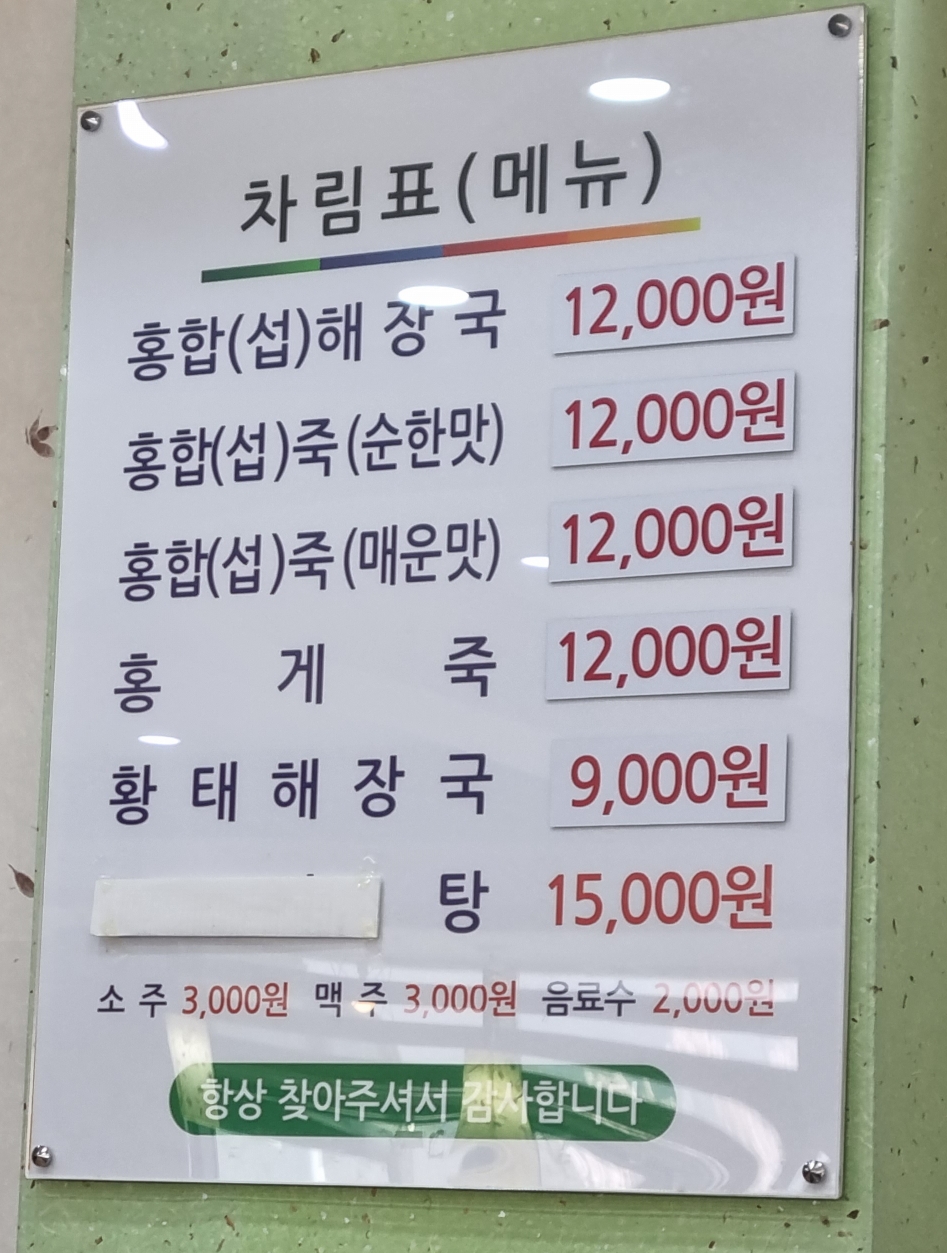 차림표(메뉴)
홍합(섭)해장국 12,000원
홍합(섭)죽(순한맛) 12,000원
홍합(섭)죽(매운맛) 12,000원
홍게죽 12,000원
황태해장국 9,000원
탕 15,000원
소주 3,000원 맥주 3,000원 음료수 2,000원
항상 찾아주셔서 감사합니다